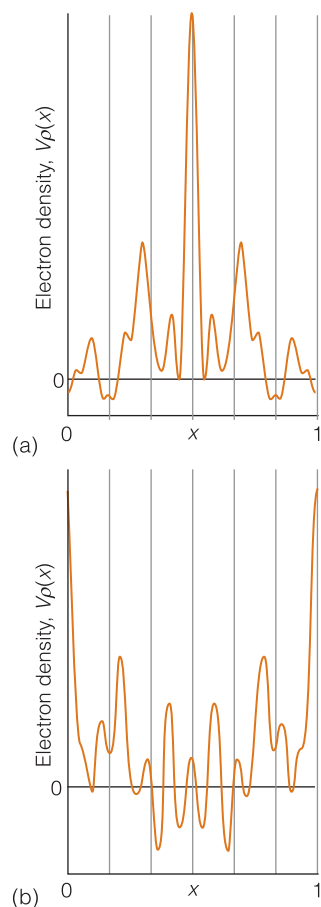 Electron density, Vρ(x)
0
(a)
0
x
1
Electron density, Vρ(x)
0
(b)
0
x
1